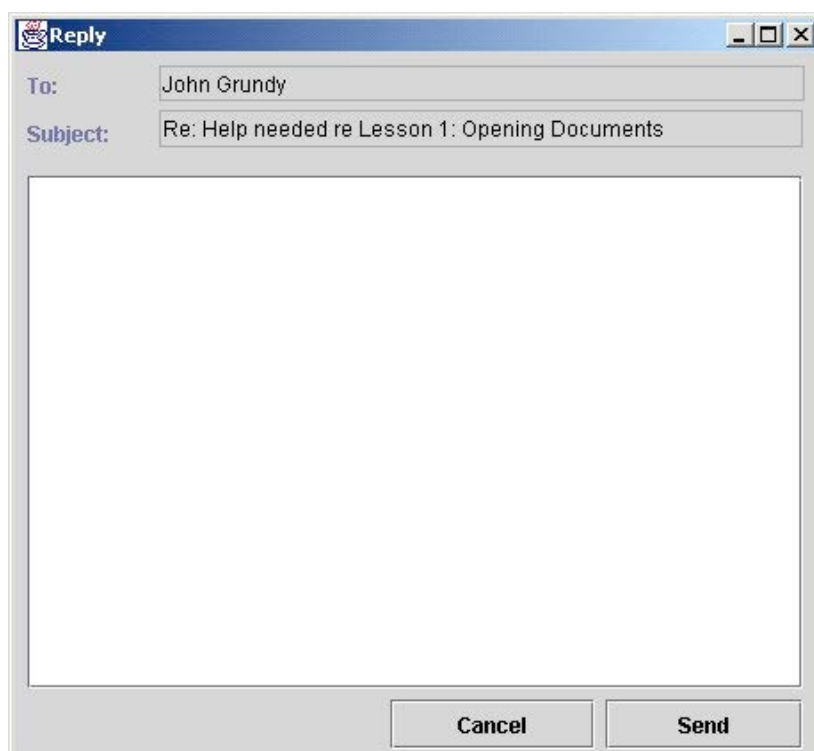 Reply
To: John Grundy
Subject: Re: Help needed re Lesson 1: Opening Documents
Cancel Send